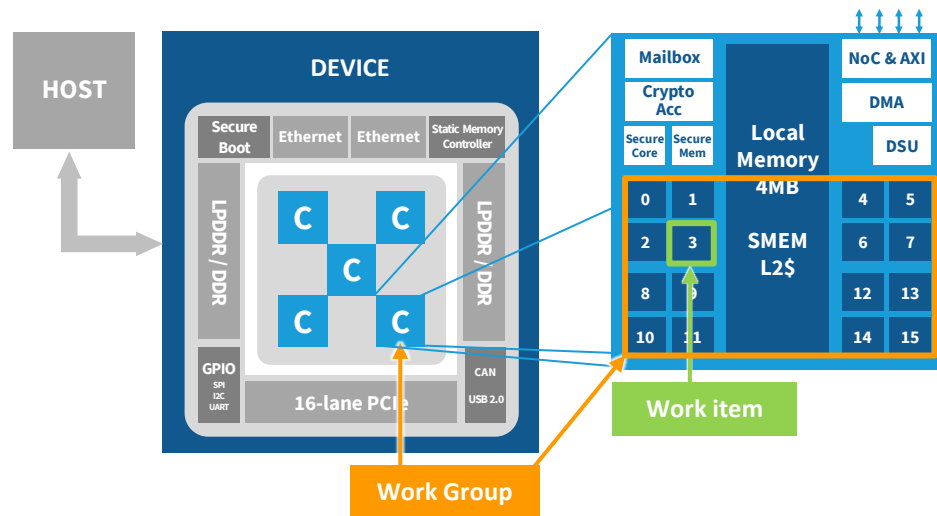 HOST
DEVICE
Secure
Boot
Ethernet
Ethernet
Static Memory
Controller
LPDDR / DDR
C
C
C
C
C
LPDDR / DDR
GPIO
SPI
I2C
UART
16-lane PCIe
CAN
USB 2.0
Work Group
Mailbox
Crypto
Acc
Secure
Core
Secure
Mem
Local
Memory
4MB
SMEM
L2$
NoC & AXI
DMA
DSU
0 1 4 5
2 3 6 7
8 9 12 13
10 11 14 15
Work item